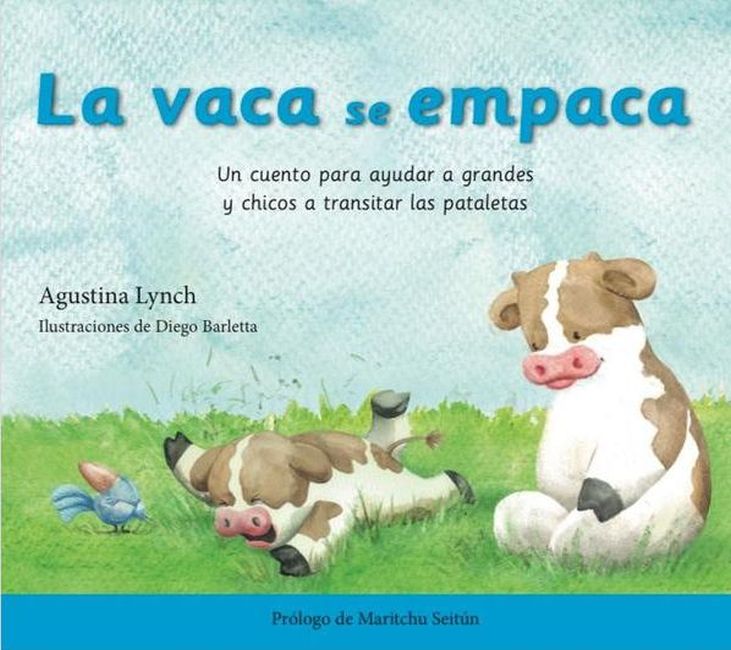 La vaca se empaca
Un cuento para ayudar a grandes
y chicos a transitar las pataletas
Agustina Lynch
Ilustraciones de Diego Barletta
Prólogo de Maritchu Seitún